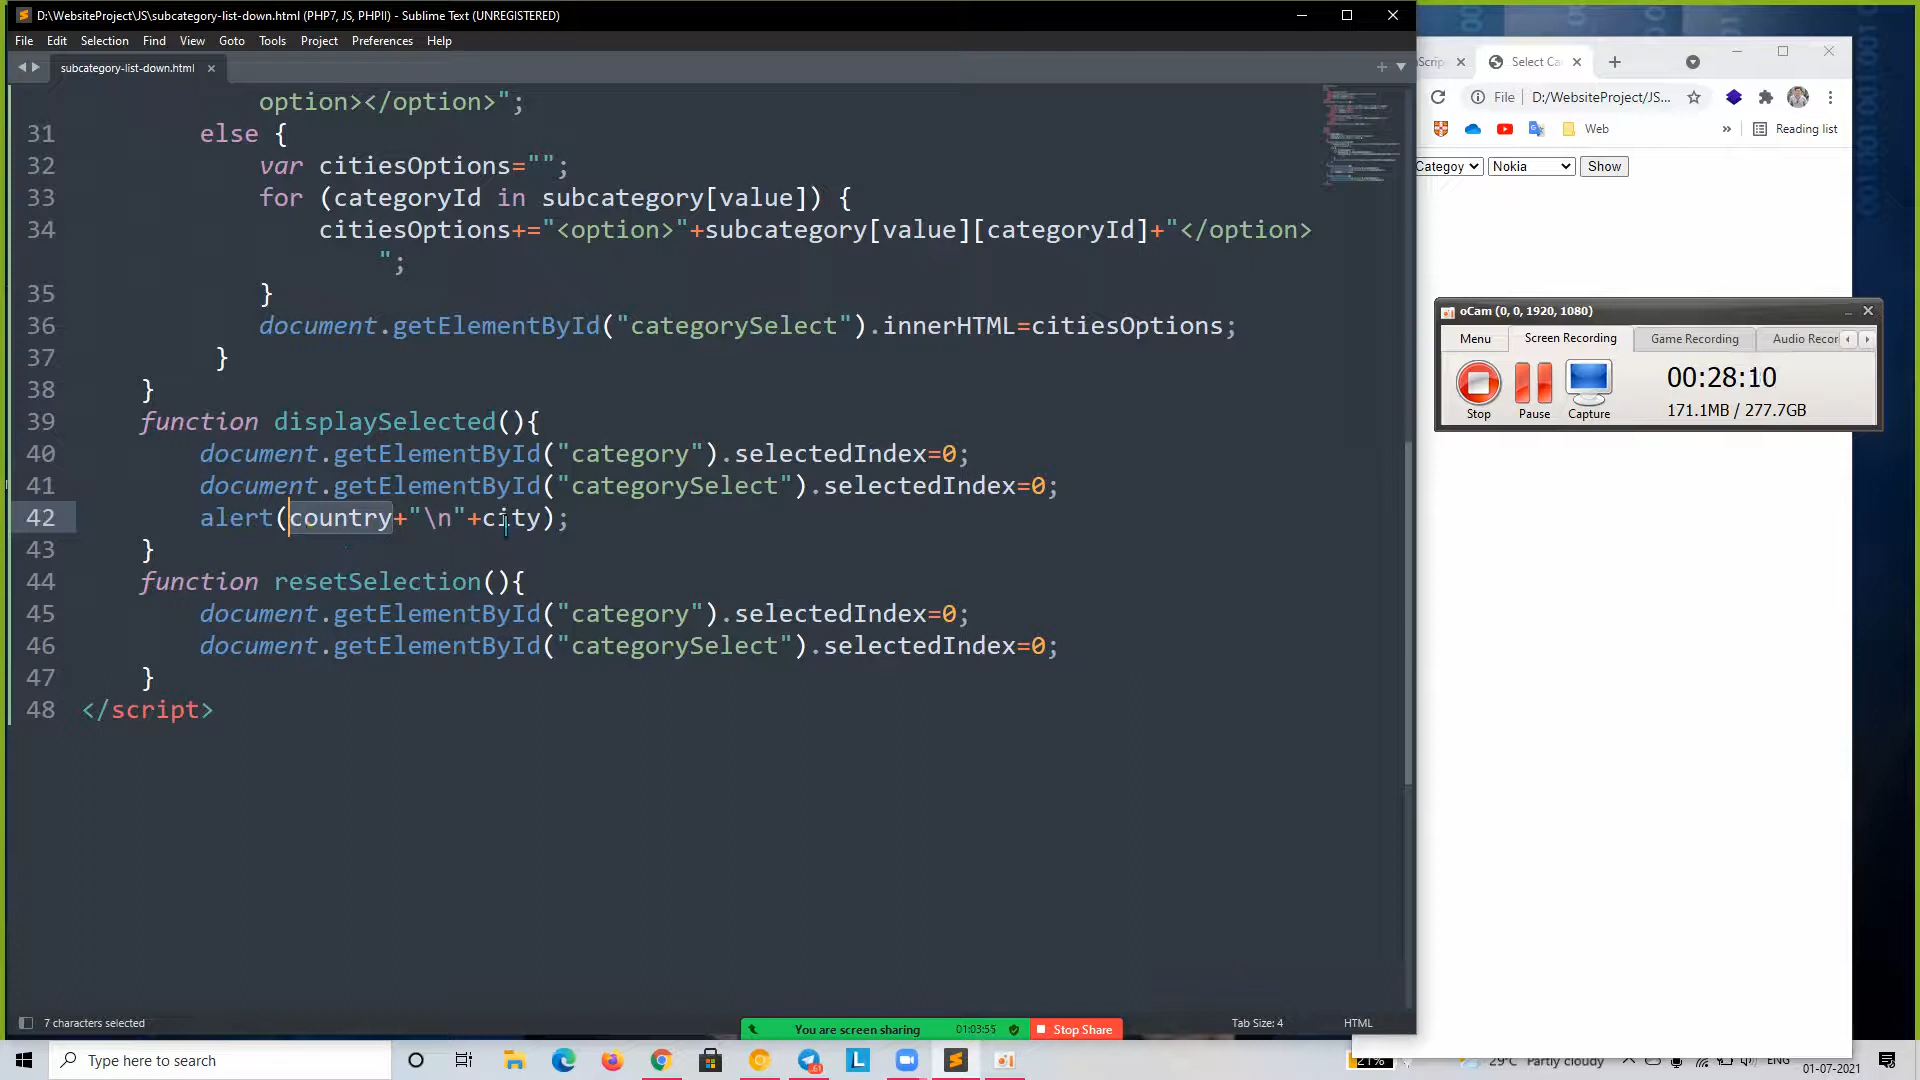 D:\WebsiteProject\JS\subcategory-list-down.html (PHP7, JS, PHPII) - Sublime Text (UNREGISTERED)
File Edit Selection Find View Goto Tools Project Preferences Help
subcategory-list-down.html
option></option>";
31 else {
32 var citiesOptions="";
33 for (categoryId in subcategory[value]) {
34 citiesOptions+="<option>"+subcategory[value][categoryId]+"</option>
";
35 }
36 document.getElementById("categorySelect").innerHTML=citiesOptions;
37 }
38 }
39 function displaySelected(){
40 document.getElementById("category").selectedIndex=0;
41 document.getElementById("categorySelect").selectedIndex=0;
42 alert(country+"\n"+city);
43 }
44 function resetSelection(){
45 document.getElementById("category").selectedIndex=0;
46 document.getElementById("categorySelect").selectedIndex=0;
47 }
48 </script>
7 characters selected
Tab Size: 4 HTML
You are screen sharing 01:03:55 Stop Share
Select Ca
File D:/WebsiteProject/JS...
Web » Reading list
Categoy Nokia Show
oCam (0, 0, 1920, 1080)
Menu Screen Recording Game Recording Audio Recor
00:28:10
171.1MB / 277.7GB
Stop Pause Capture
Type here to search
21% 29°C Partly cloudy ENG
01-07-2021